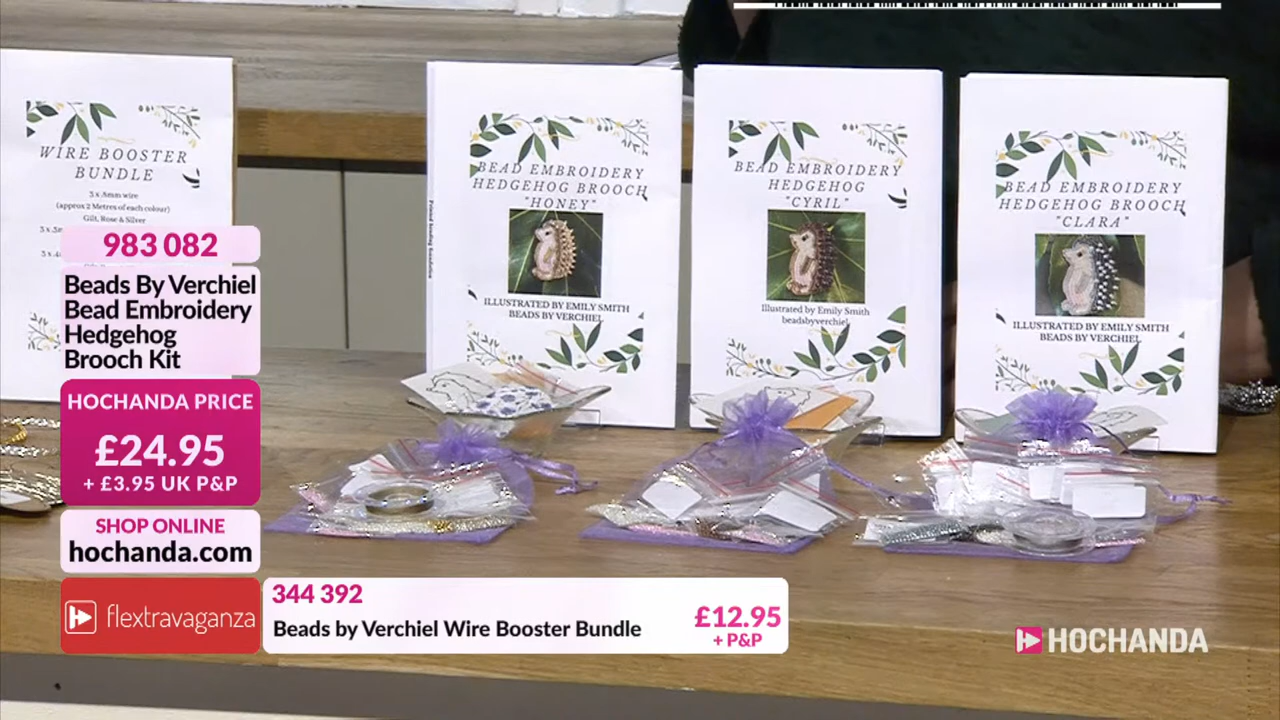 WIRE BOOSTER
BUNDLE
3 x .8mm wire
(approx 2 Metres of each colour)
Gilt, Rose & Silver
BEAD EMBROIDERY
HEDGEHOG BROOCH
"HONEY"
ILLUSTRATED BY EMILY SMITH
BEADS BY VERCHIEL
BEAD EMBROIDERY
HEDGEHOG
"CYRIL"
Illustrated by Emily Smith
beadsbyverchiel
BEAD EMBROIDERY
HEDGEHOG BROOCH
"CLARA"
ILLUSTRATED BY EMILY SMITH
BEADS BY VERCHIEL
983 082
Beads By Verchiel
Bead Embroidery
Hedgehog
Brooch Kit
HOCHANDA PRICE
£24.95
+ £3.95 UK P&P
SHOP ONLINE
hochanda.com
flextravaganza
344 392
Beads by Verchiel Wire Booster Bundle
£12.95
+ P&P
HOCHANDA